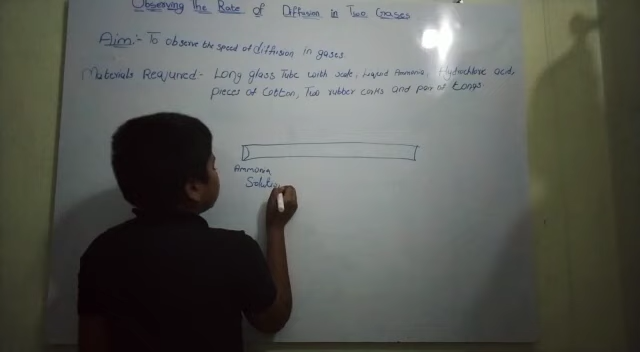 Observing the Rate of Diffusion in Two Gases
Aim:- To observe the speed of diffusion in gases.
Materials Required:- Long glass Tube with scale, Liquid Ammonia, Hydrochloric acid,
pieces of Cotton, Two rubber corks and pair of tongs
Ammonia
Soluti